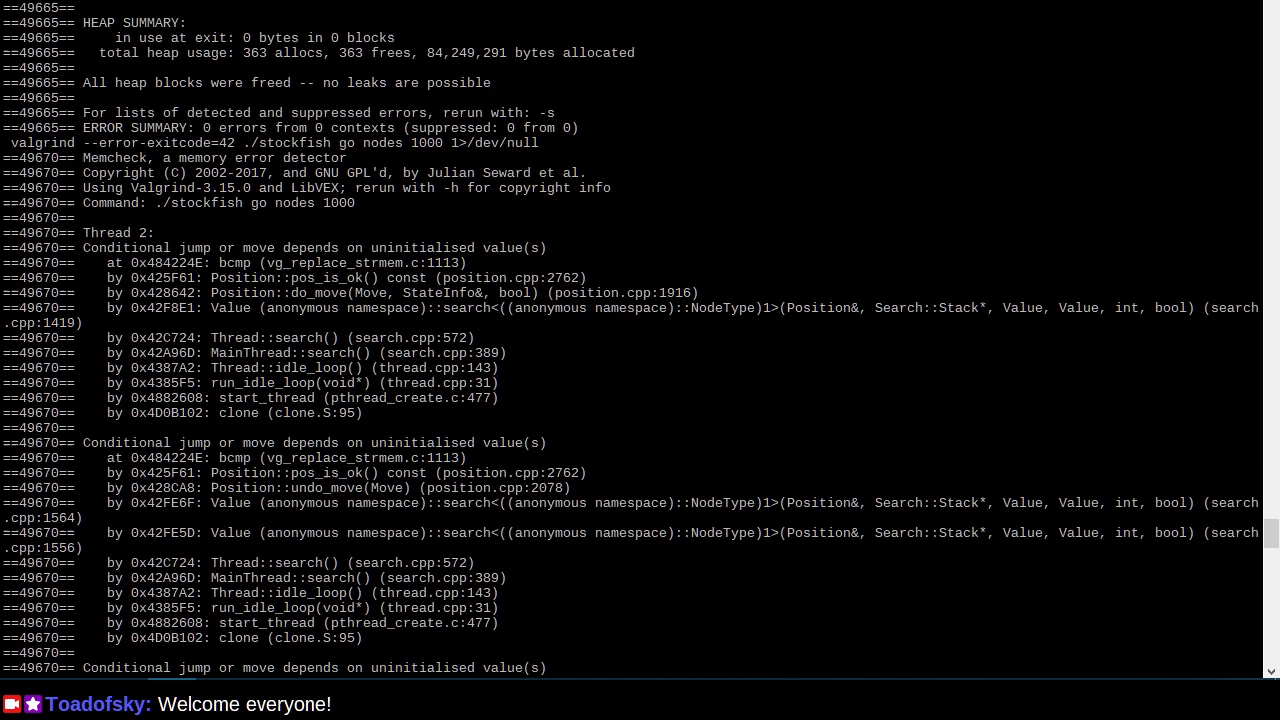 ==49665==
==49665== HEAP SUMMARY:
==49665==     in use at exit: 0 bytes in 0 blocks
==49665==   total heap usage: 363 allocs, 363 frees, 84,249,291 bytes allocated
==49665==
==49665== All heap blocks were freed -- no leaks are possible
==49665==
==49665== For lists of detected and suppressed errors, rerun with: -s
==49665== ERROR SUMMARY: 0 errors from 0 contexts (suppressed: 0 from 0)
 valgrind --error-exitcode=42 ./stockfish go nodes 1000 1>/dev/null
==49670== Memcheck, a memory error detector
==49670== Copyright (C) 2002-2017, and GNU GPL'd, by Julian Seward et al.
==49670== Using Valgrind-3.15.0 and LibVEX; rerun with -h for copyright info
==49670== Command: ./stockfish go nodes 1000
==49670==
==49670== Thread 2:
==49670== Conditional jump or move depends on uninitialised value(s)
==49670==    at 0x484224E: bcmp (vg_replace_strmem.c:1113)
==49670==    by 0x425F61: Position::pos_is_ok() const (position.cpp:2762)
==49670==    by 0x428642: Position::do_move(Move, StateInfo&, bool) (position.cpp:1916)
==49670==    by 0x42F8E1: Value (anonymous namespace)::search<((anonymous namespace)::NodeType)1>(Position&, Search::Stack*, Value, Value, int, bool) (search
.cpp:1419)
==49670==    by 0x42C724: Thread::search() (search.cpp:572)
==49670==    by 0x42A96D: MainThread::search() (search.cpp:389)
==49670==    by 0x4387A2: Thread::idle_loop() (thread.cpp:143)
==49670==    by 0x4385F5: run_idle_loop(void*) (thread.cpp:31)
==49670==    by 0x4882608: start_thread (pthread_create.c:477)
==49670==    by 0x4D0B102: clone (clone.S:95)
==49670==
==49670== Conditional jump or move depends on uninitialised value(s)
==49670==    at 0x484224E: bcmp (vg_replace_strmem.c:1113)
==49670==    by 0x425F61: Position::pos_is_ok() const (position.cpp:2762)
==49670==    by 0x428CA8: Position::undo_move(Move) (position.cpp:2078)
==49670==    by 0x42FE6F: Value (anonymous namespace)::search<((anonymous namespace)::NodeType)1>(Position&, Search::Stack*, Value, Value, int, bool) (search
.cpp:1564)
==49670==    by 0x42FE5D: Value (anonymous namespace)::search<((anonymous namespace)::NodeType)1>(Position&, Search::Stack*, Value, Value, int, bool) (search
.cpp:1556)
==49670==    by 0x42C724: Thread::search() (search.cpp:572)
==49670==    by 0x42A96D: MainThread::search() (search.cpp:389)
==49670==    by 0x4387A2: Thread::idle_loop() (thread.cpp:143)
==49670==    by 0x4385F5: run_idle_loop(void*) (thread.cpp:31)
==49670==    by 0x4882608: start_thread (pthread_create.c:477)
==49670==    by 0x4D0B102: clone (clone.S:95)
==49670==
==49670== Conditional jump or move depends on uninitialised value(s)
Toadofsky: Welcome everyone!